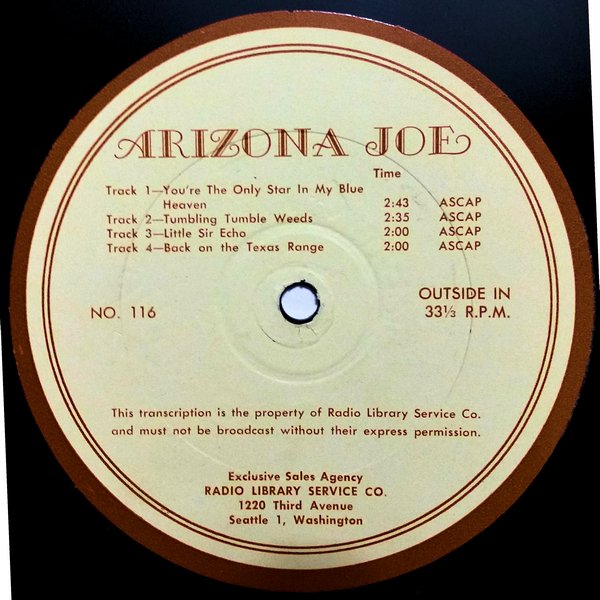 ARIZONA JOE
Time
Track 1—You're The Only Star In My Blue
Heaven 2:43 ASCAP
Track 2—Tumbling Tumble Weeds 2:35 ASCAP
Track 3—Little Sir Echo 2:00 ASCAP
Track 4—Back on the Texas Range 2:00 ASCAP
NO. 116
OUTSIDE IN
33⅓ R.P.M.
This transcription is the property of Radio Library Service Co.
and must not be broadcast without their express permission.
Exclusive Sales Agency
RADIO LIBRARY SERVICE CO.
1220 Third Avenue
Seattle 1, Washington